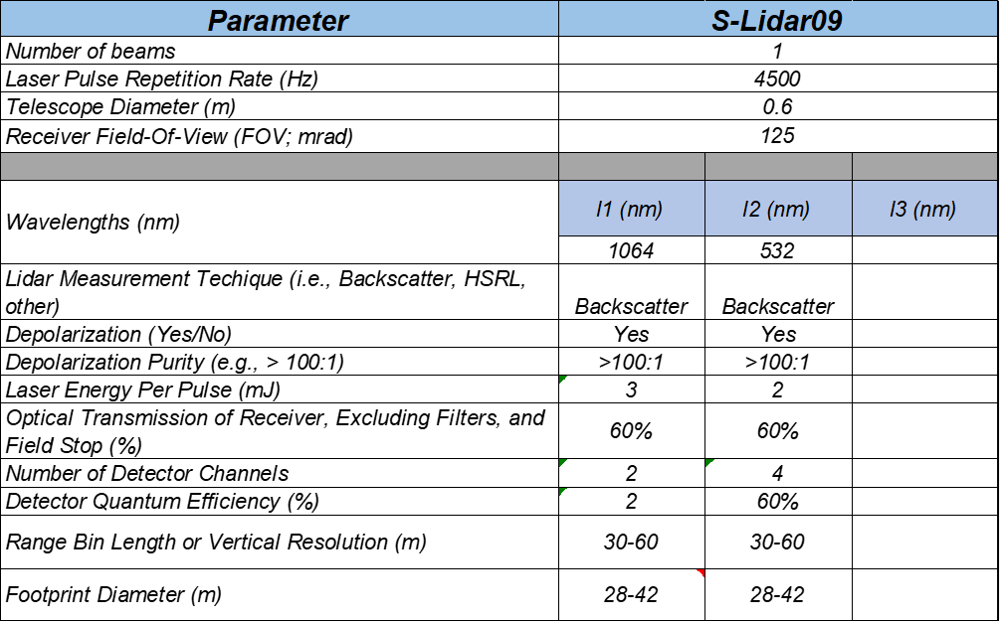 Parameter S-Lidar09
Number of beams 1
Laser Pulse Repetition Rate (Hz) 4500
Telescope Diameter (m) 0.6
Receiver Field-Of-View (FOV; mrad) 125
Wavelengths (nm) l1 (nm) l2 (nm) l3 (nm)
1064 532
Lidar Measurement Techique (i.e., Backscatter, HSRL,
other) Backscatter Backscatter
Depolarization (Yes/No) Yes Yes
Depolarization Purity (e.g., > 100:1) >100:1 >100:1
Laser Energy Per Pulse (mJ) 3 2
Optical Transmission of Receiver, Excluding Filters, and
Field Stop (%) 60% 60%
Number of Detector Channels 2 4
Detector Quantum Efficiency (%) 2 60%
Range Bin Length or Vertical Resolution (m) 30-60 30-60
Footprint Diameter (m) 28-42 28-42